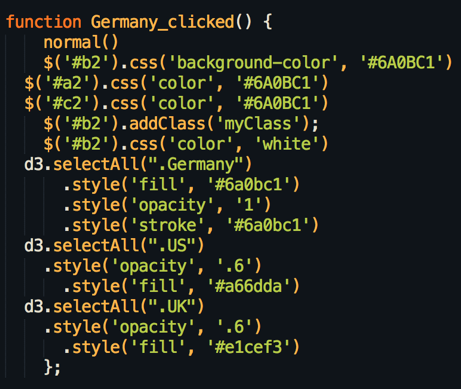 function Germany_clicked() {
    normal()
    $('#b2').css('background-color', '#6A0BC1')
  $('#a2').css('color', '#6A0BC1')
  $('#c2').css('color', '#6A0BC1')
    $('#b2').addClass('myClass');
    $('#b2').css('color', 'white')
  d3.selectAll(".Germany")
      .style('fill', '#6a0bc1')
      .style('opacity', '1')
      .style('stroke', '#6a0bc1')
  d3.selectAll(".US")
    .style('opacity', '.6')
      .style('fill', '#a66dda')
  d3.selectAll(".UK")
    .style('opacity', '.6')
      .style('fill', '#e1cef3')
    };